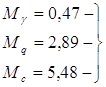 M_γ = 0,47 –
M_q = 2,89 –
M_c = 5,48 –